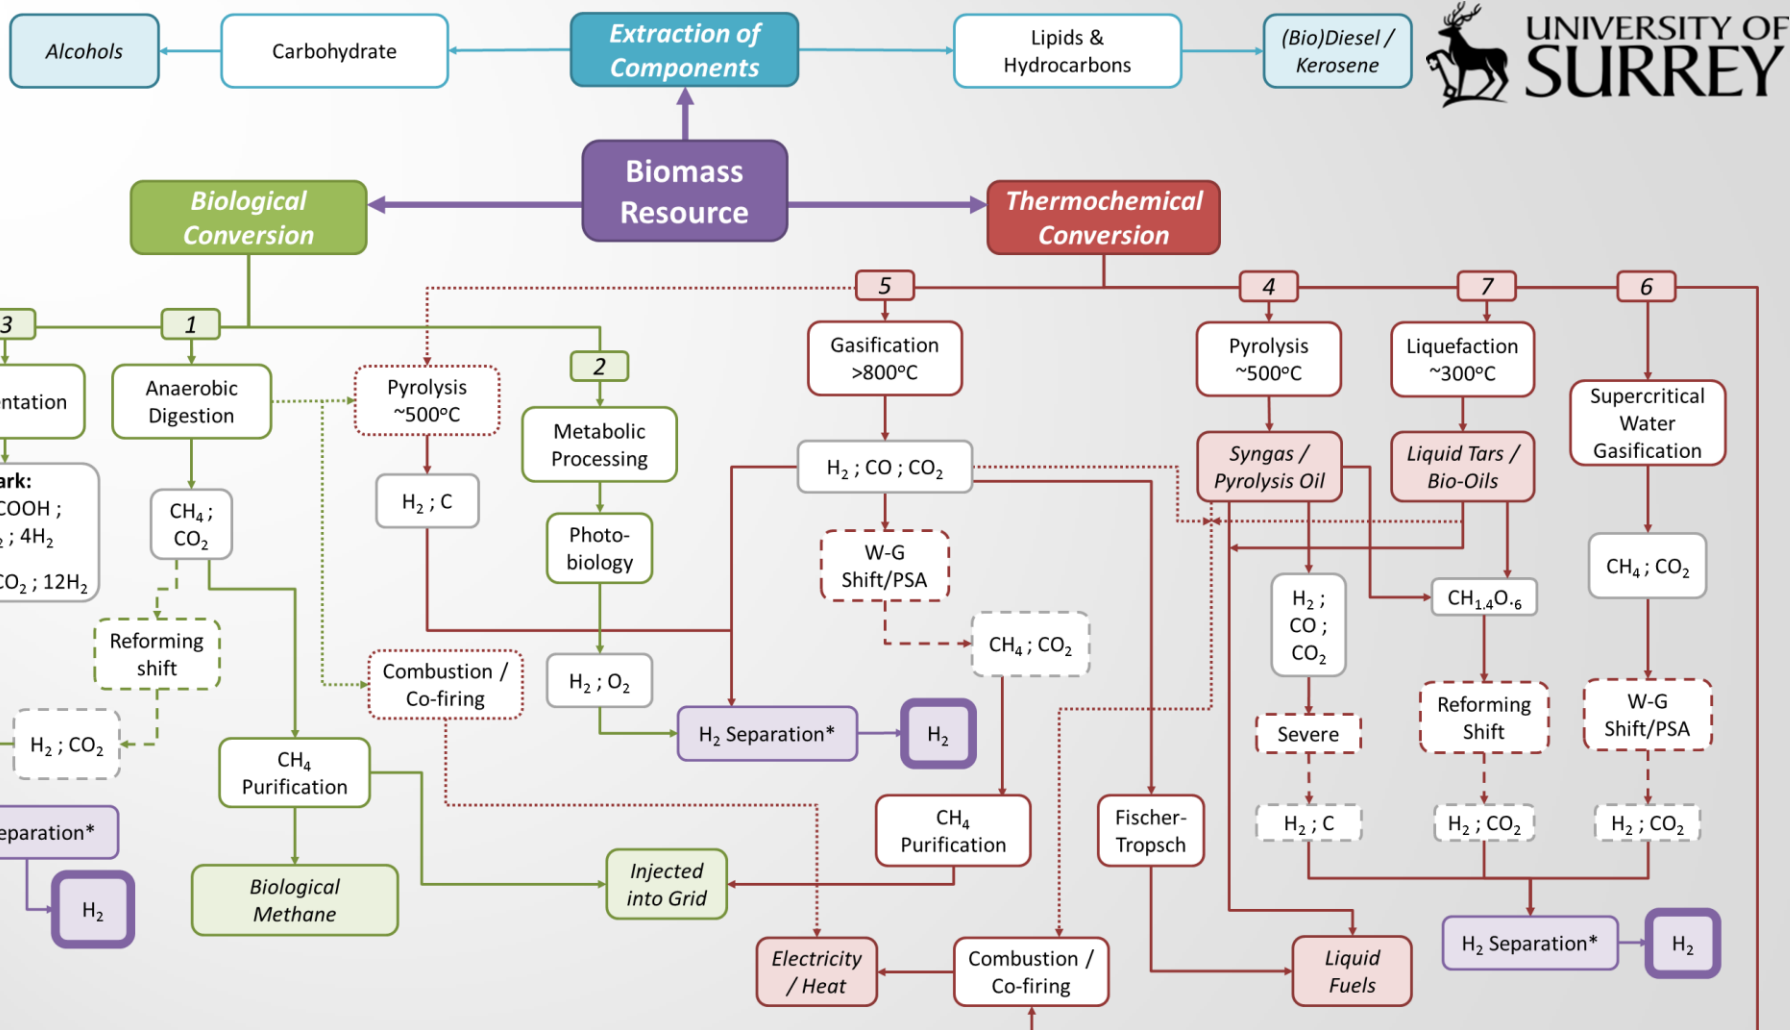 Alcohols
Carbohydrate
Extraction of
Components
Lipids &
Hydrocarbons
(Bio)Diesel /
Kerosene
UNIVERSITY OF
SURREY
Biomass
Resource
Biological
Conversion
Thermochemical
Conversion
5
4
7
6
3
1
2
Gasification
>800°C
Pyrolysis
~500°C
Liquefaction
~300°C
Supercritical
Water
Gasification
entation
Anaerobic
Digestion
Pyrolysis
~500°C
Metabolic
Processing
H₂ ; CO ; CO₂
Syngas /
Pyrolysis Oil
Liquid Tars /
Bio-Oils
ark:
COOH ;
₂ ; 4H₂
CO₂ ; 12H₂
CH₄ ;
CO₂
H₂ ; C
Photo-
biology
W-G
Shift/PSA
CH₄ ; CO₂
H₂ ;
CO ;
CO₂
CH₁.₄O.₆
Reforming
shift
Combustion /
Co-firing
H₂ ; O₂
CH₄ ; CO₂
Reforming
Shift
W-G
Shift/PSA
H₂ ; CO₂
H₂ Separation*
H₂
Severe
CH₄
Purification
CH₄
Purification
Fischer-
Tropsch
H₂ ; C
H₂ ; CO₂
H₂ ; CO₂
eparation*
H₂
Biological
Methane
Injected
into Grid
Electricity
/ Heat
Combustion /
Co-firing
Liquid
Fuels
H₂ Separation*
H₂